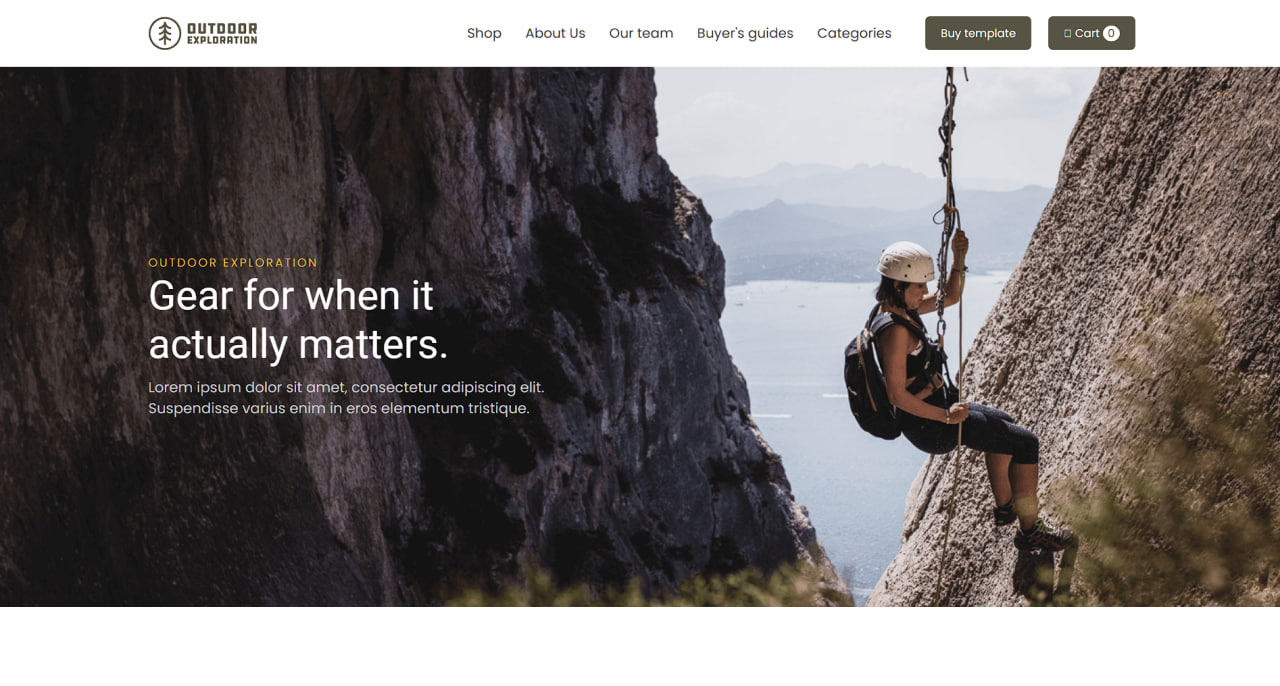 OUTDOOR
EXPLORATION
Shop
About Us
Our team
Buyer's guides
Categories
Buy template
Cart 0
OUTDOOR EXPLORATION
Gear for when it
actually matters.
Lorem ipsum dolor sit amet, consectetur adipiscing elit.
Suspendisse varius enim in eros elementum tristique.